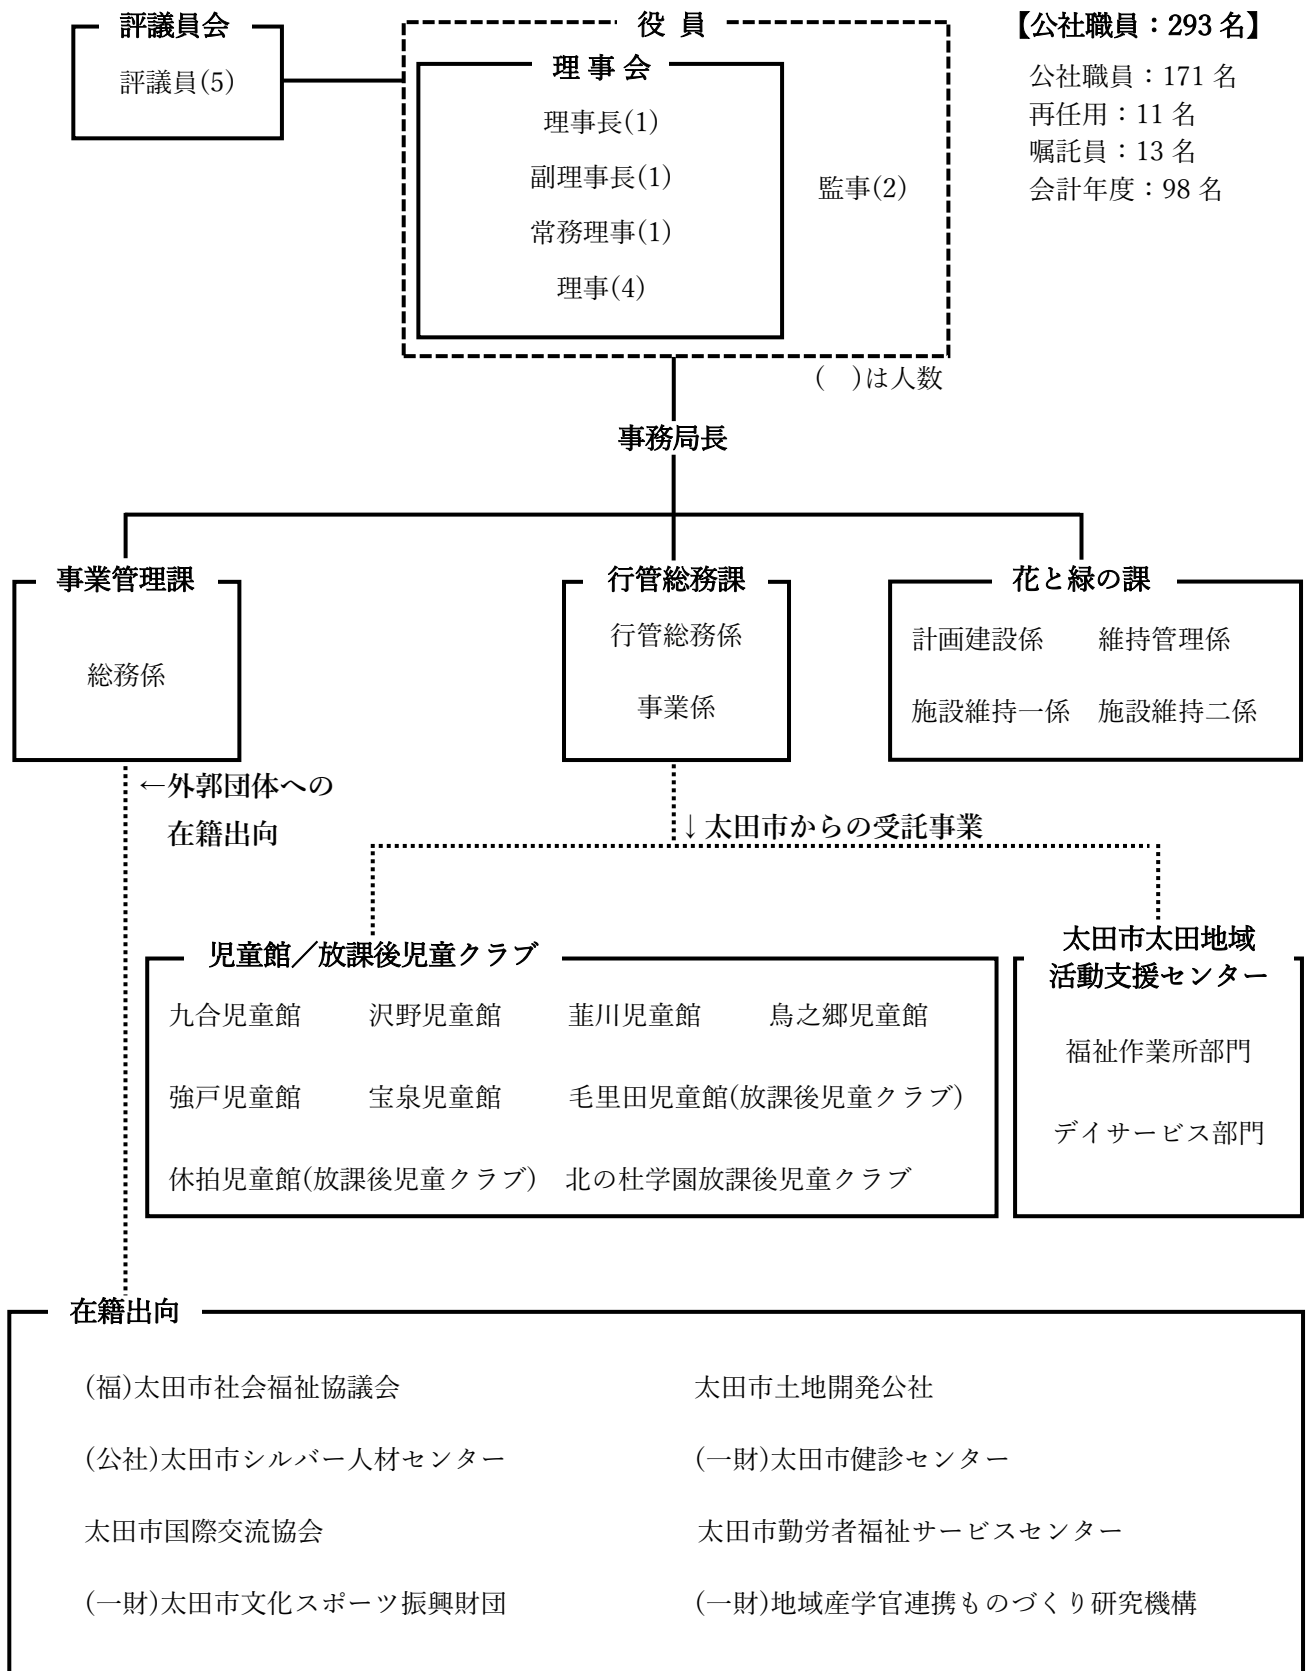 評議員会
評議員(5)
役 員
理 事 会
理事長(1)
副理事長(1)
常務理事(1)
理事(4)
監事(2)
(　)は人数
【公社職員：293 名】
公社職員：171 名
再任用：11 名
嘱託員：13 名
会計年度：98 名
事務局長
事業管理課
総務係
行管総務課
行管総務係
事業係
花と緑の課
計画建設係　維持管理係
施設維持一係　施設維持二係
←外郭団体への
在籍出向
↓太田市からの受託事業
児童館／放課後児童クラブ
九合児童館　沢野児童館　韮川児童館　鳥之郷児童館
強戸児童館　宝泉児童館　毛里田児童館(放課後児童クラブ)
休拍児童館(放課後児童クラブ)　北の杜学園放課後児童クラブ
太田市太田地域
活動支援センター
福祉作業所部門
デイサービス部門
在籍出向
(福)太田市社会福祉協議会　太田市土地開発公社
(公社)太田市シルバー人材センター　(一財)太田市健診センター
太田市国際交流協会　太田市勤労者福祉サービスセンター
(一財)太田市文化スポーツ振興財団　(一財)地域産学官連携ものづくり研究機構